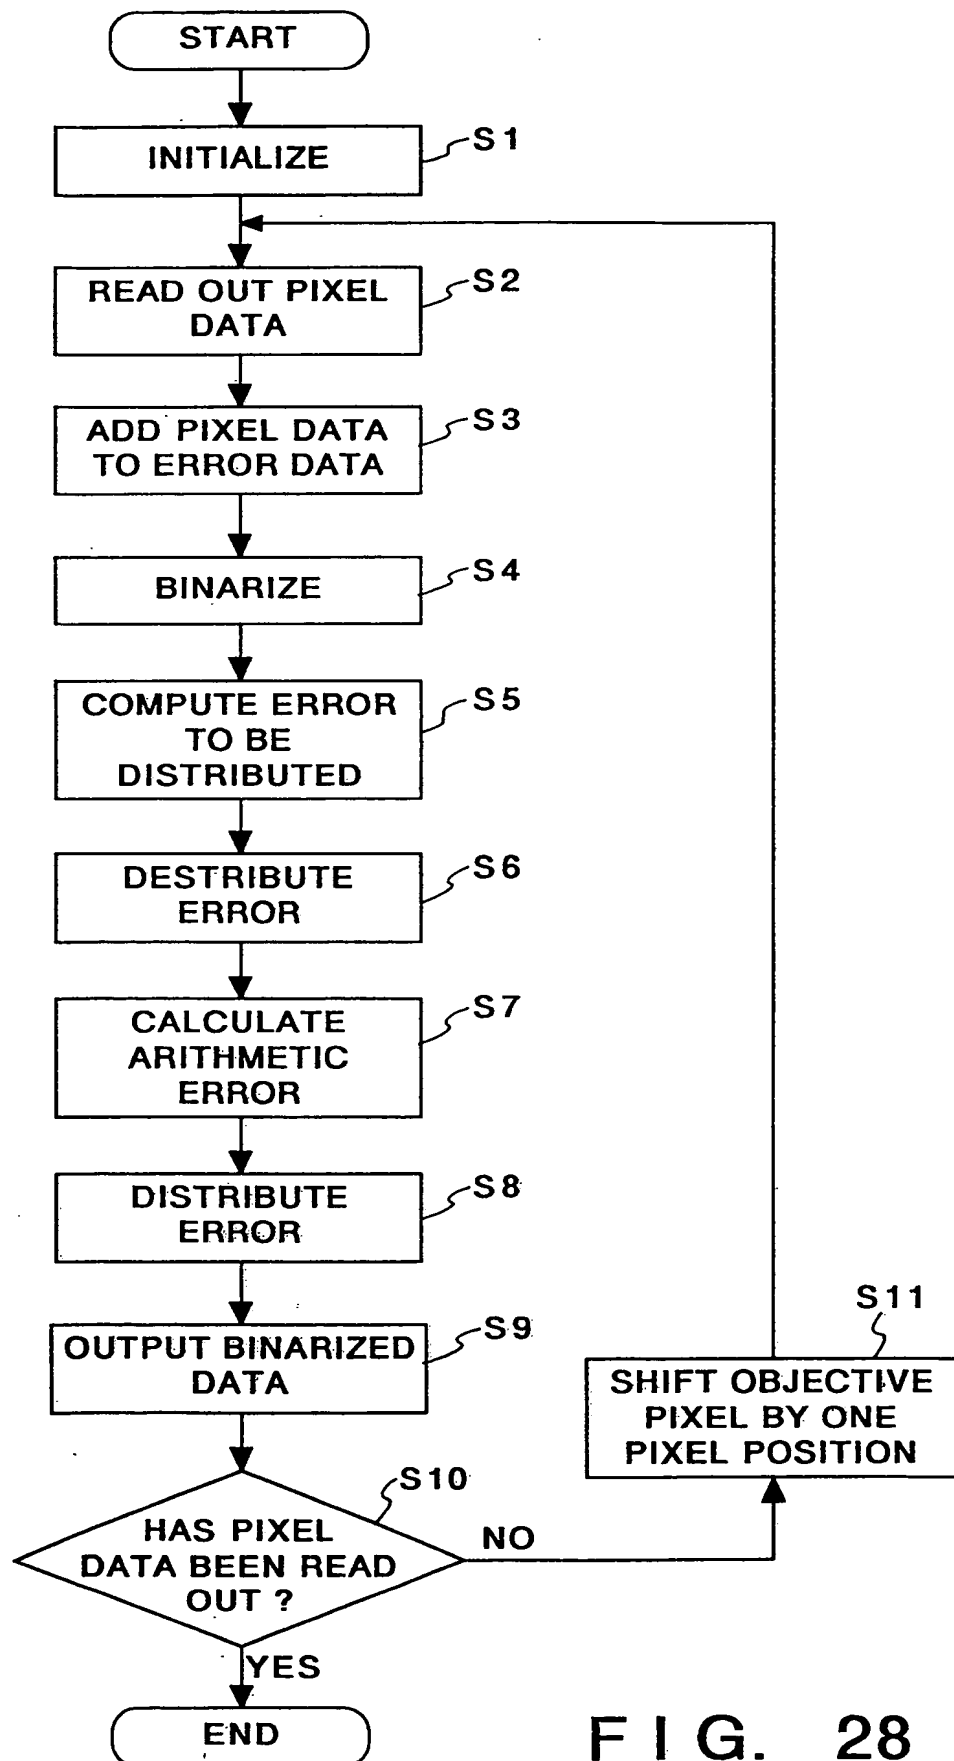 START
INITIALIZE
S1
READ OUT PIXEL
DATA
S2
ADD PIXEL DATA
TO ERROR DATA
S3
BINARIZE
S4
COMPUTE ERROR
TO BE
DISTRIBUTED
S5
DESTRIBUTE
ERROR
S6
CALCULATE
ARITHMETIC
ERROR
S7
DISTRIBUTE
ERROR
S8
OUTPUT BINARIZED
DATA
S9
HAS PIXEL
DATA BEEN READ
OUT ?
S10
NO
SHIFT OBJECTIVE
PIXEL BY ONE
PIXEL POSITION
S11
YES
END
FIG. 28